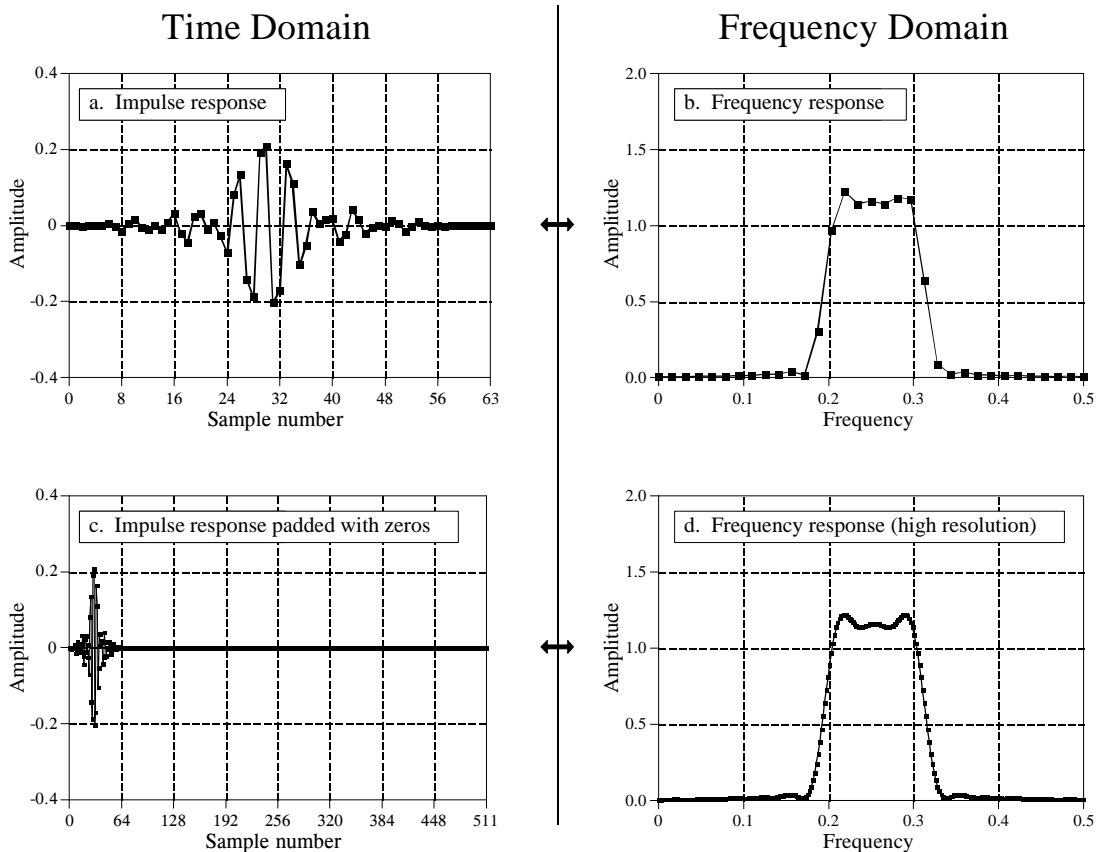 Time Domain
Frequency Domain
a. Impulse response
Amplitude
0.4
0.2
0
-0.2
-0.4
0 8 16 24 32 40 48 56 63
Sample number
b. Frequency response
Amplitude
2.0
1.5
1.0
0.5
0.0
0 0.1 0.2 0.3 0.4 0.5
Frequency
c. Impulse response padded with zeros
Amplitude
0.4
0.2
0
-0.2
-0.4
0 64 128 192 256 320 384 448 511
Sample number
d. Frequency response (high resolution)
Amplitude
2.0
1.5
1.0
0.5
0.0
0 0.1 0.2 0.3 0.4 0.5
Frequency